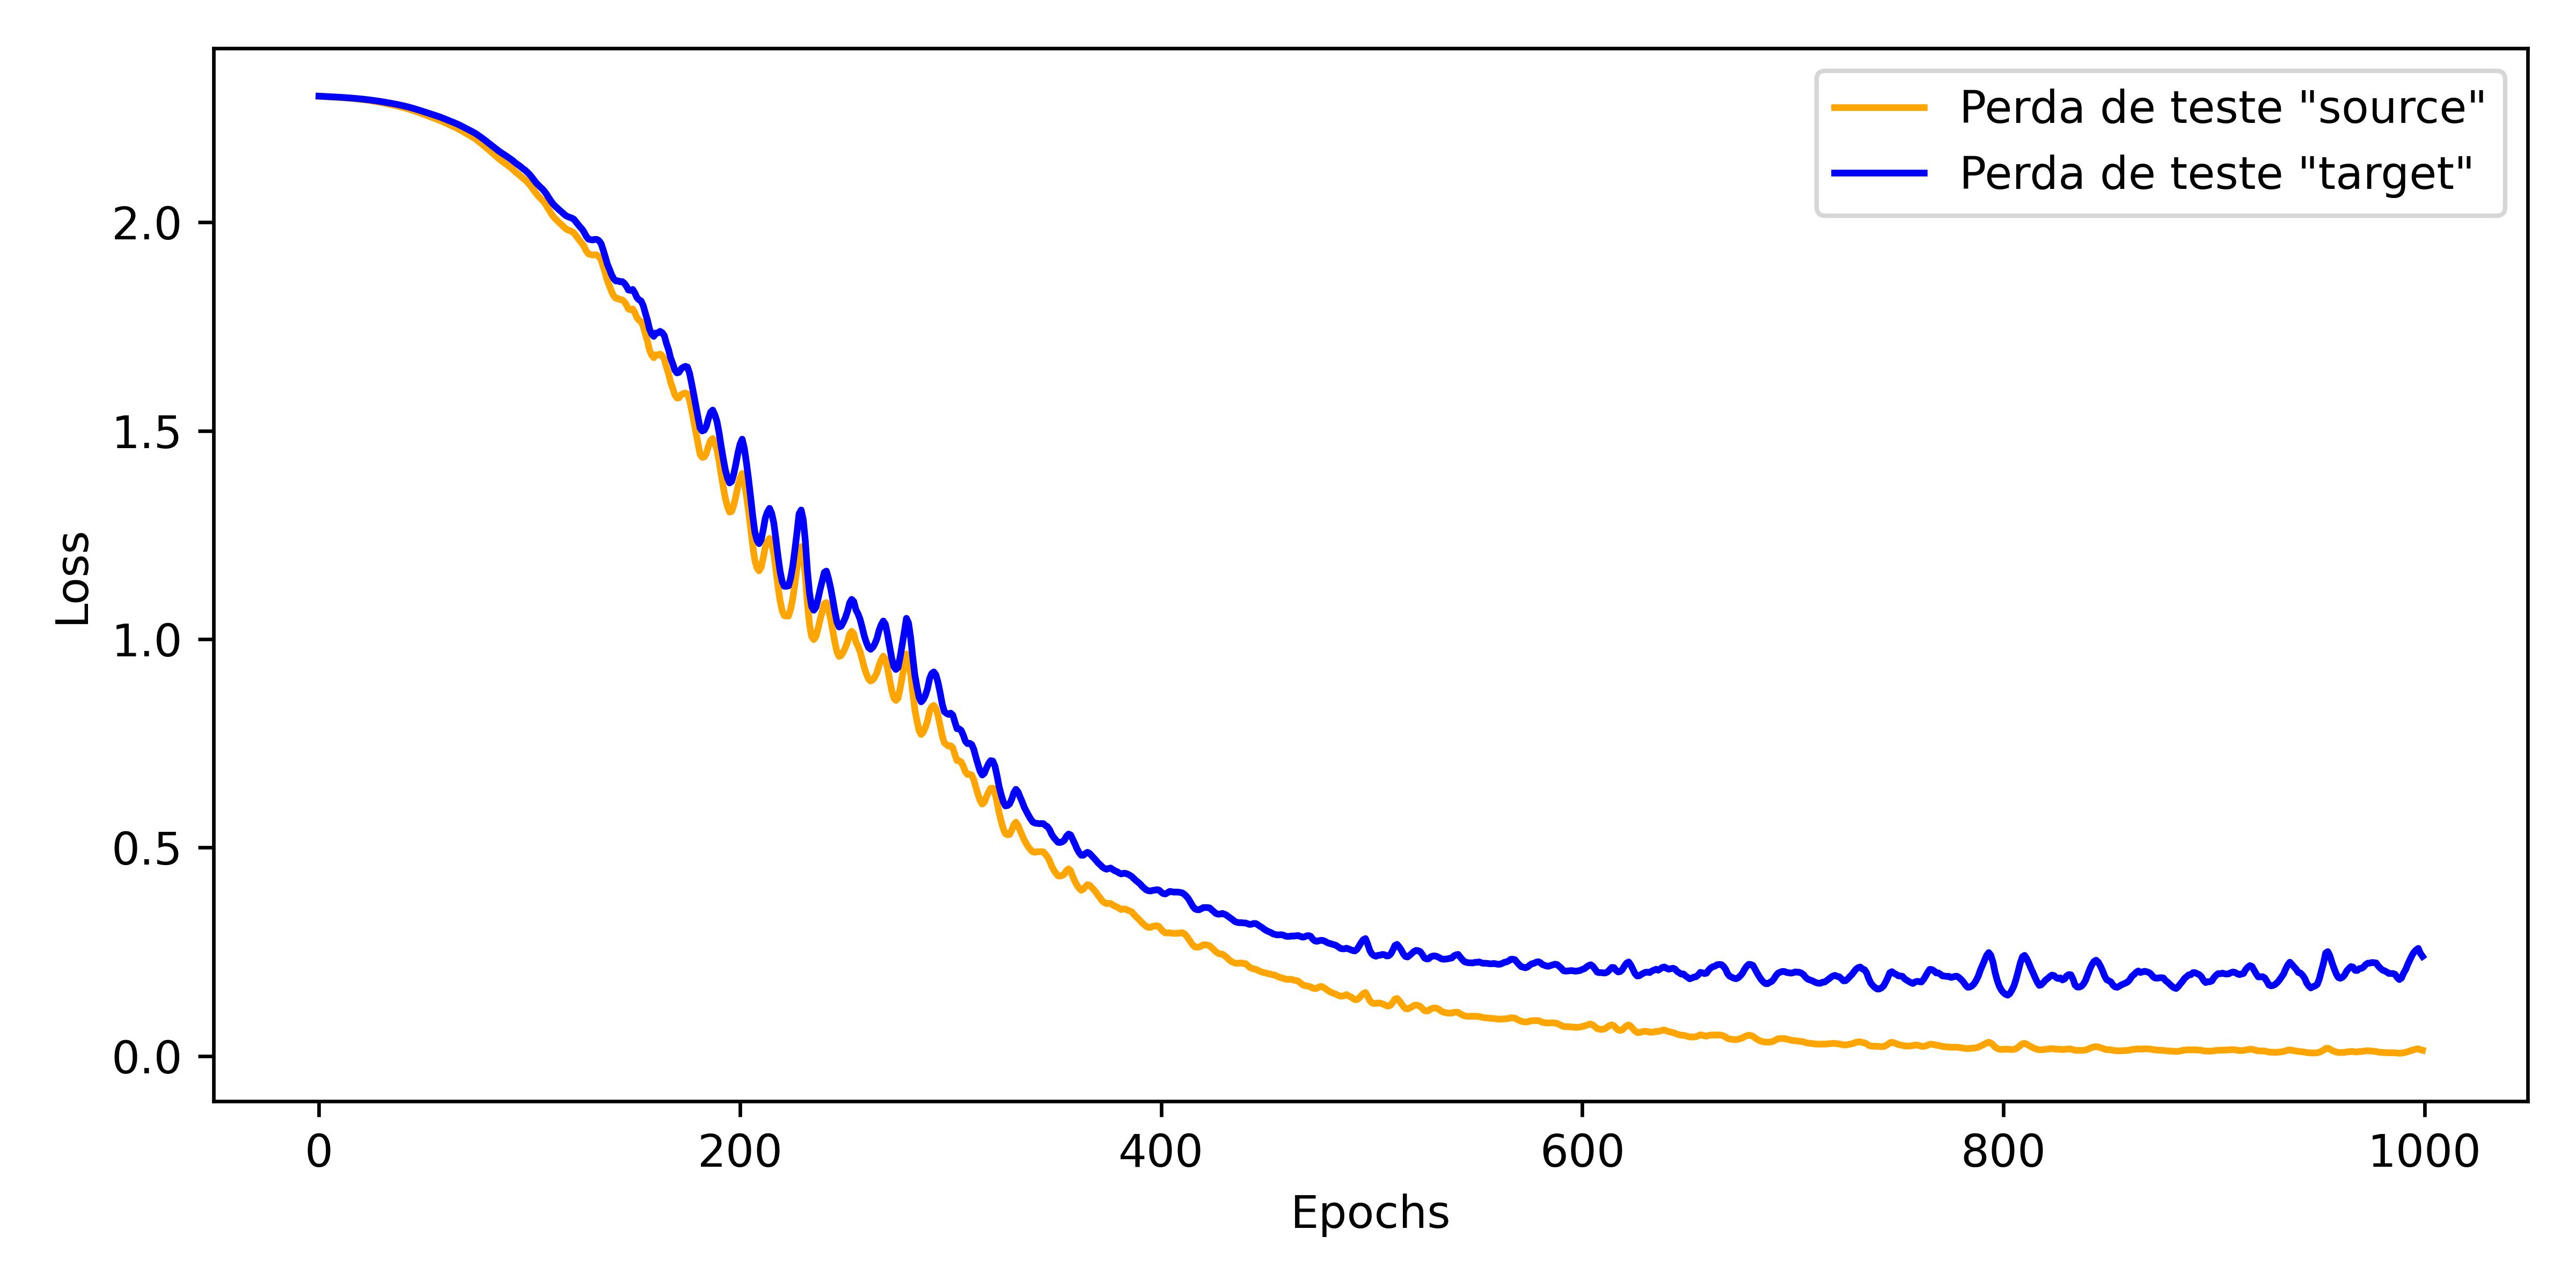 Perda de teste "source"
Perda de teste "target"
Loss
2.0
1.5
1.0
0.5
0.0
0 200 400 600 800 1000
Epochs